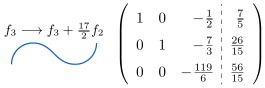 f₃ ⟶ f₃ + 17/2 f₂
1 0 -1/2 | 7/5
0 1 -7/3 | 26/15
0 0 -119/6 | 56/15